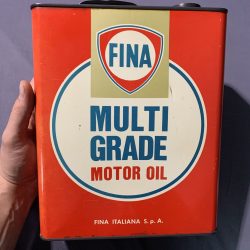 FINA
MULTI
GRADE
MOTOR OIL
FINA ITALIANA S.p.A.